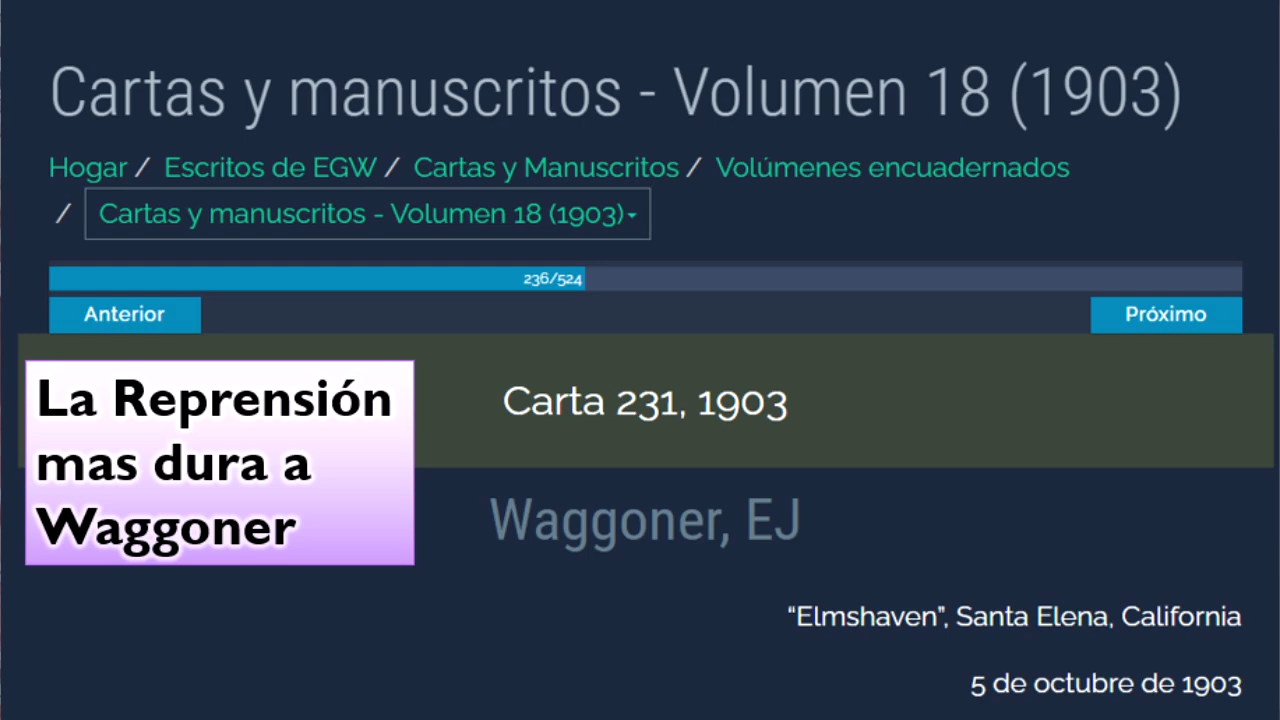 Cartas y manuscritos - Volumen 18 (1903)
Hogar / Escritos de EGW / Cartas y Manuscritos / Volúmenes encuadernados
/ Cartas y manuscritos - Volumen 18 (1903)
236/524
Anterior Próximo
La Reprensión
mas dura a
Waggoner
Carta 231, 1903
Waggoner, EJ
“Elmshaven”, Santa Elena, California
5 de octubre de 1903